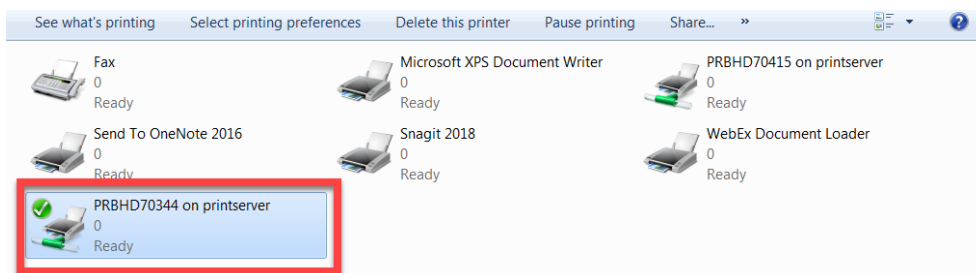 See what's printing Select printing preferences Delete this printer Pause printing Share... »
Fax
0
Ready
Microsoft XPS Document Writer
0
Ready
PRBHD70415 on printserver
0
Ready
Send To OneNote 2016
0
Ready
Snagit 2018
0
Ready
WebEx Document Loader
0
Ready
PRBHD70344 on printserver
0
Ready